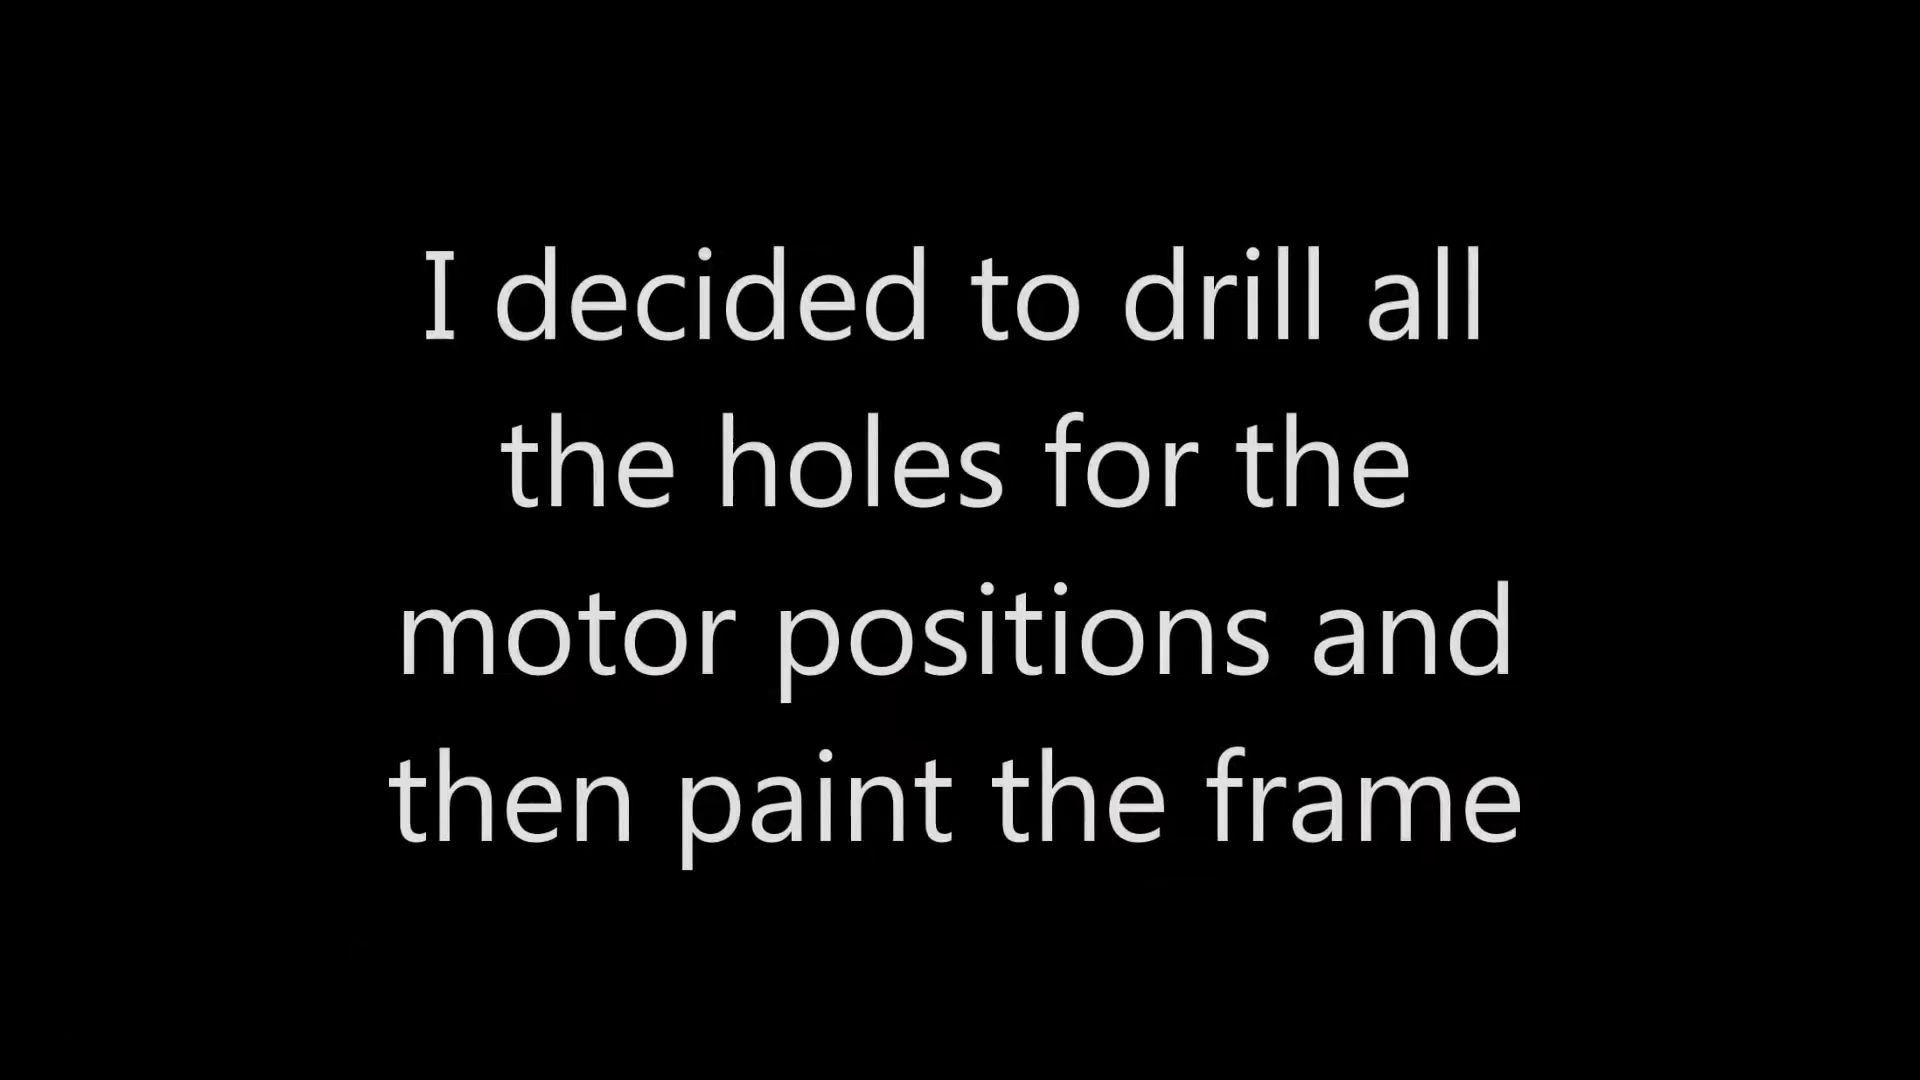 I decided to drill all
the holes for the
motor positions and
then paint the frame